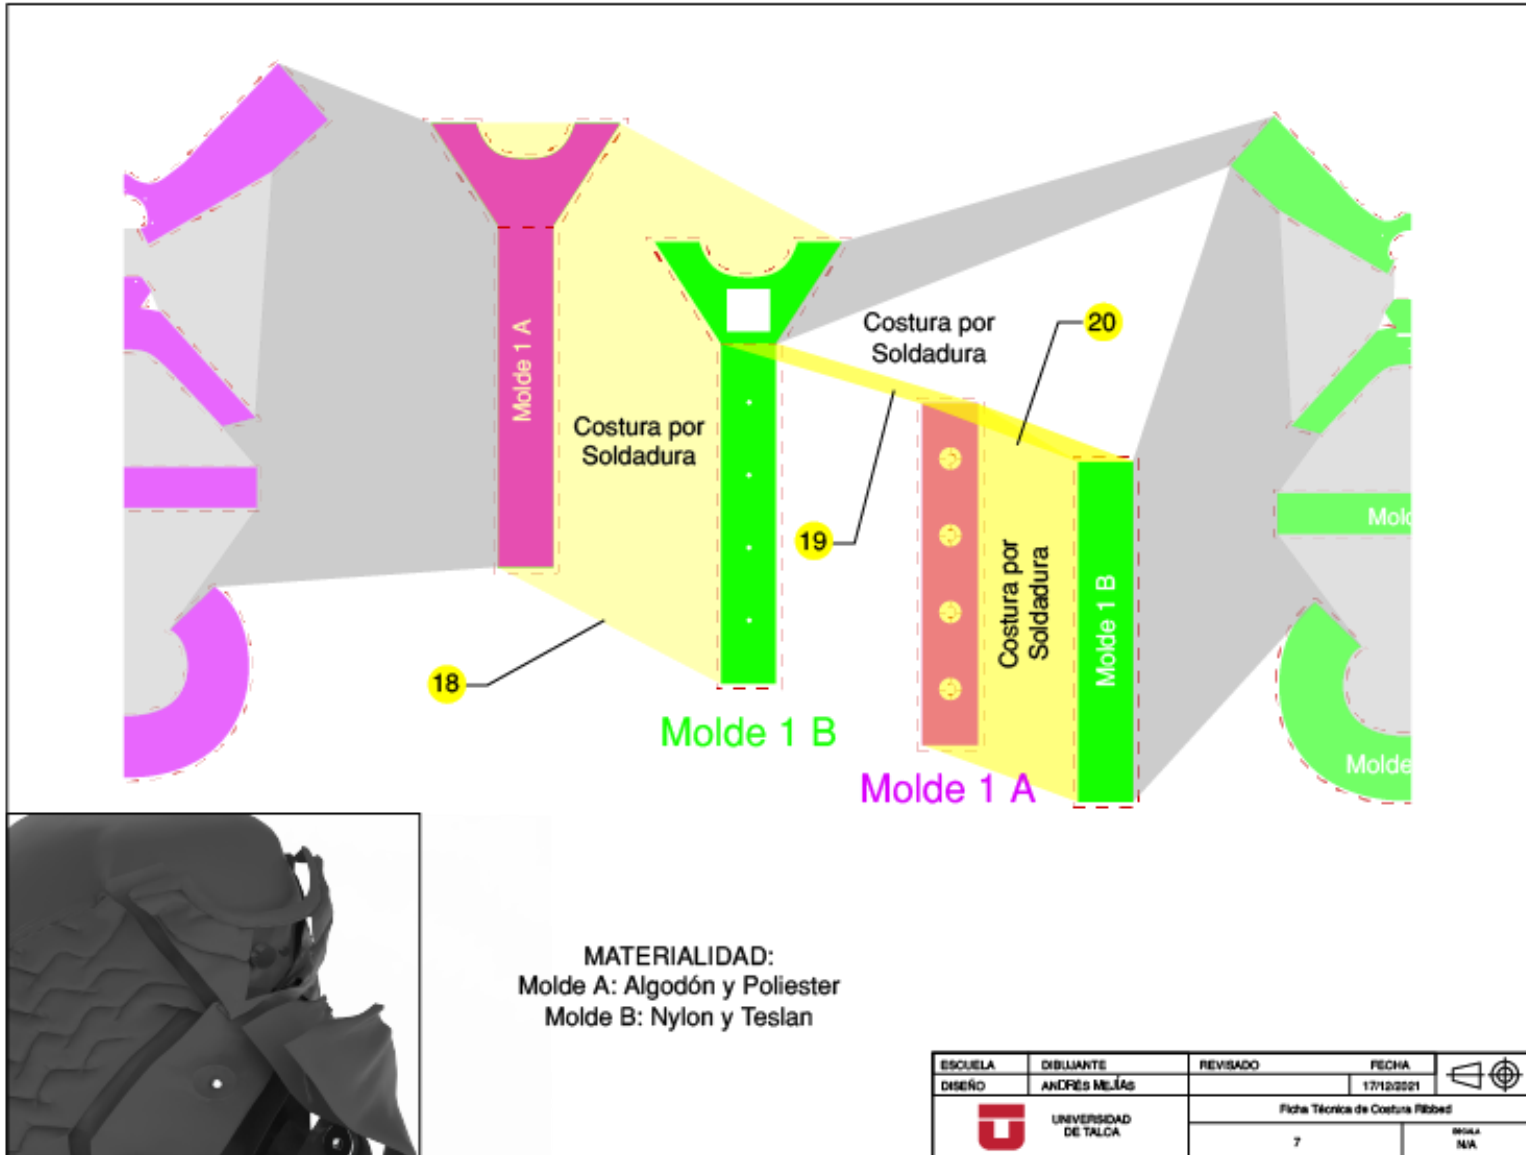 Costura por
Soldadura
20
Molde 1 A
Costura por
Soldadura
19
Mold
Costura por
Soldadura
Molde 1 B
18
Molde 1 B
Molde 1 A
Molde
MATERIALIDAD:
Molde A: Algodón y Poliester
Molde B: Nylon y Teslan
ESCUELA DIBUJANTE REVISADO FECHA
DISEÑO ANDRÉS MEJÍAS 17/12/2021
UNIVERSIDAD
DE TALCA
Ficha Técnica de Costura Ribbed
7
ESCALA
N/A